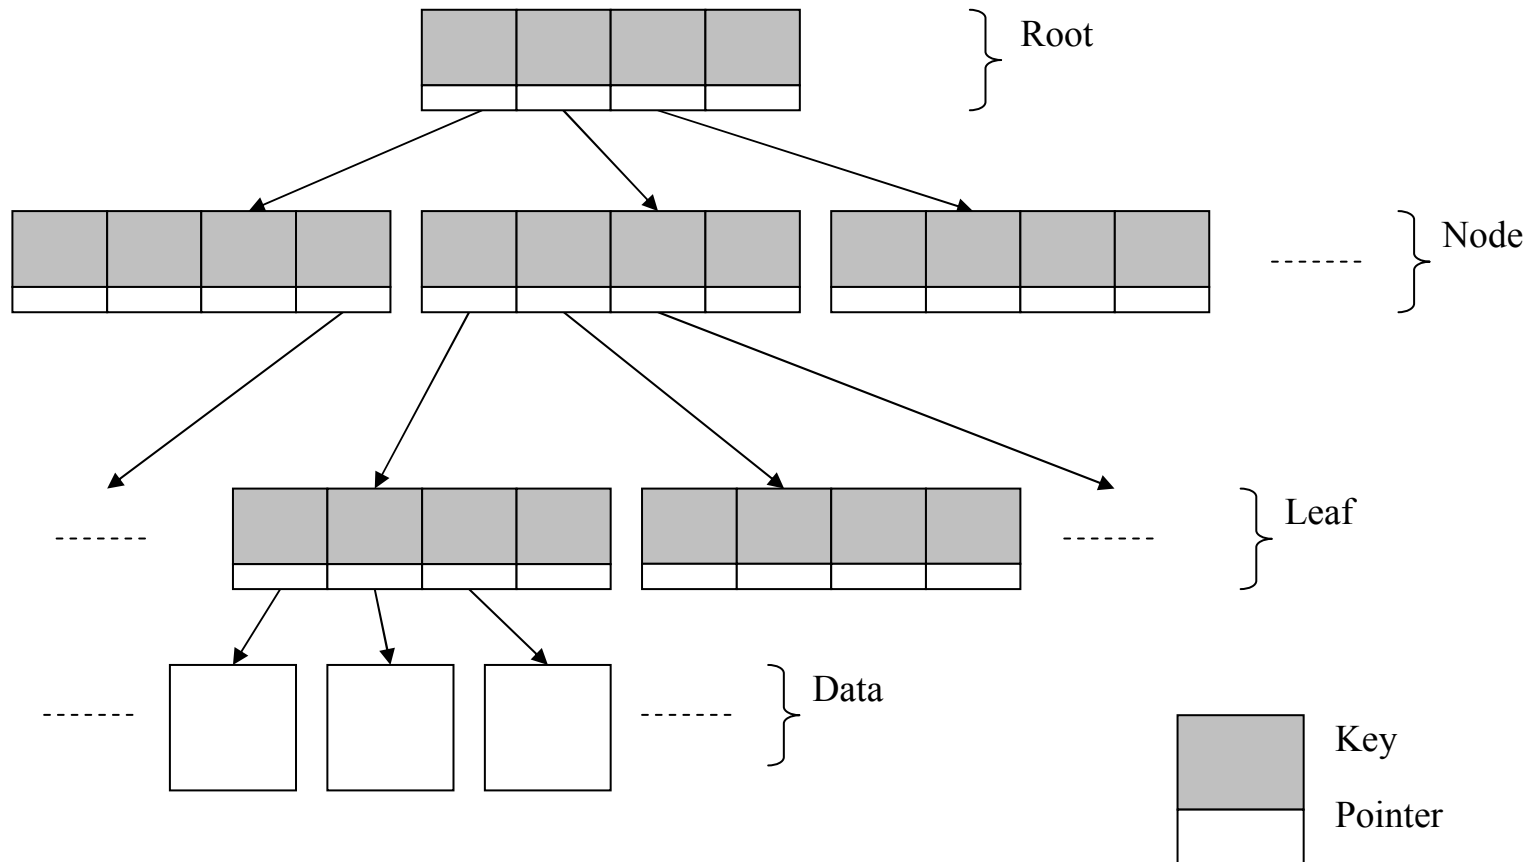 Root
Node
Leaf
Data
Key
Pointer